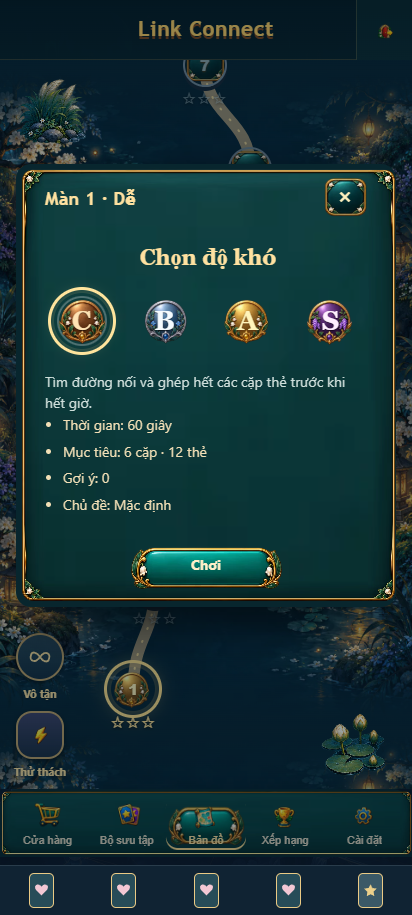 Link Connect
7
Màn 1 · Dễ
×
Chọn độ khó
C B A S
Tìm đường nối và ghép hết các cặp thẻ trước khi
hết giờ.
• Thời gian: 60 giây
• Mục tiêu: 6 cặp · 12 thẻ
• Gợi ý: 0
• Chủ đề: Mặc định
Chơi
Vô tận
1
Thử thách
Cửa hàng Bộ sưu tập Bản đồ Xếp hạng Cài đặt